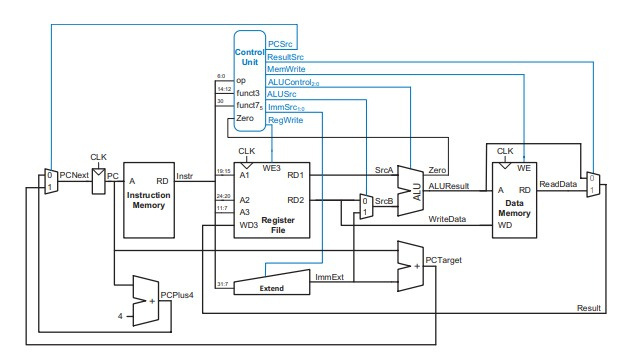 PCSrc
Control
Unit
ResultSrc
MemWrite
6:0
op
ALUControl2:0
14:12
funct3
ALUSrc
30
funct75
ImmSrc1:0
Zero
RegWrite
CLK
CLK
CLK
WE3
WE
0
1
PCNext
PC
A
RD
Instr
Instruction
Memory
19:15
A1
RD1
SrcA
Zero
ALU
ALUResult
A
RD
ReadData
0
1
24:20
A2
RD2
0
1
SrcB
Data
Memory
11:7
A3
Register
File
WD3
WriteData
WD
+
PCTarget
31:7
Extend
ImmExt
+
PCPlus4
4
Result